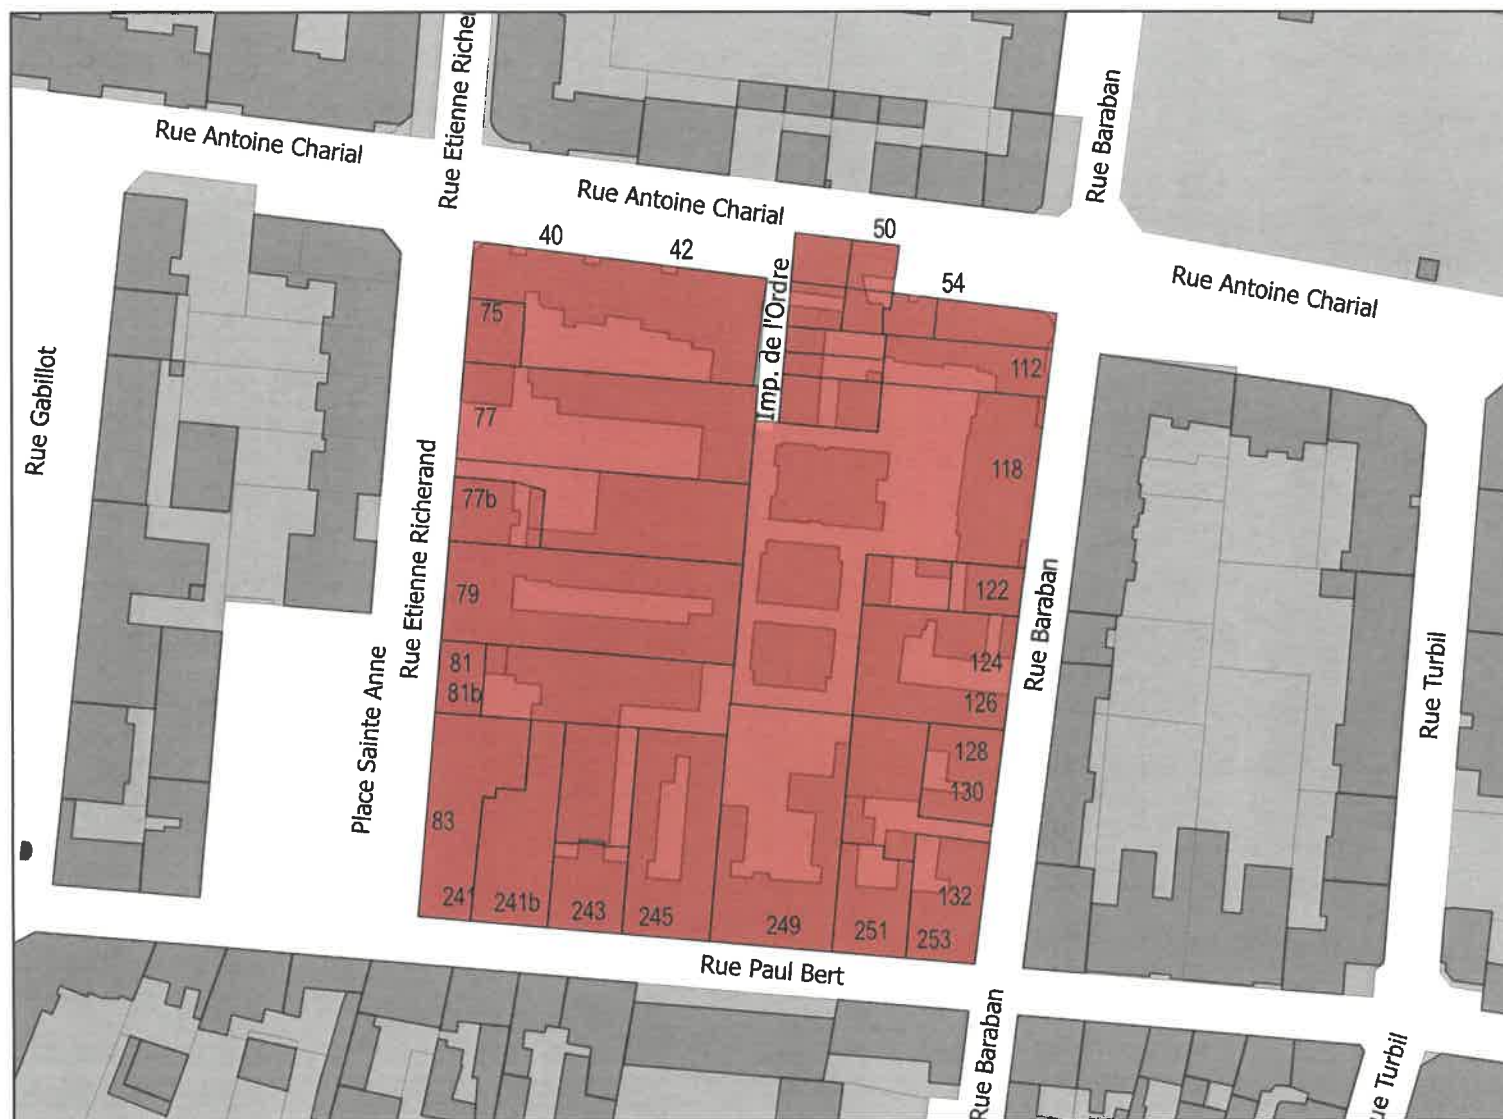 Rue Etienne Richer
Rue Antoine Charial
Rue Baraban
Rue Antoine Charial
50
40
42
Imp. de l'Ordre
54
Rue Antoine Charial
75
112
Rue Gabillot
77
118
77b
Rue Etienne Richerand
79
122
Rue Baraban
81
124
81b
126
Place Sainte Anne
Rue Turbil
128
130
83
241
241b
243
245
249
251
132
253
Rue Paul Bert
Rue Baraban
ue Turbil